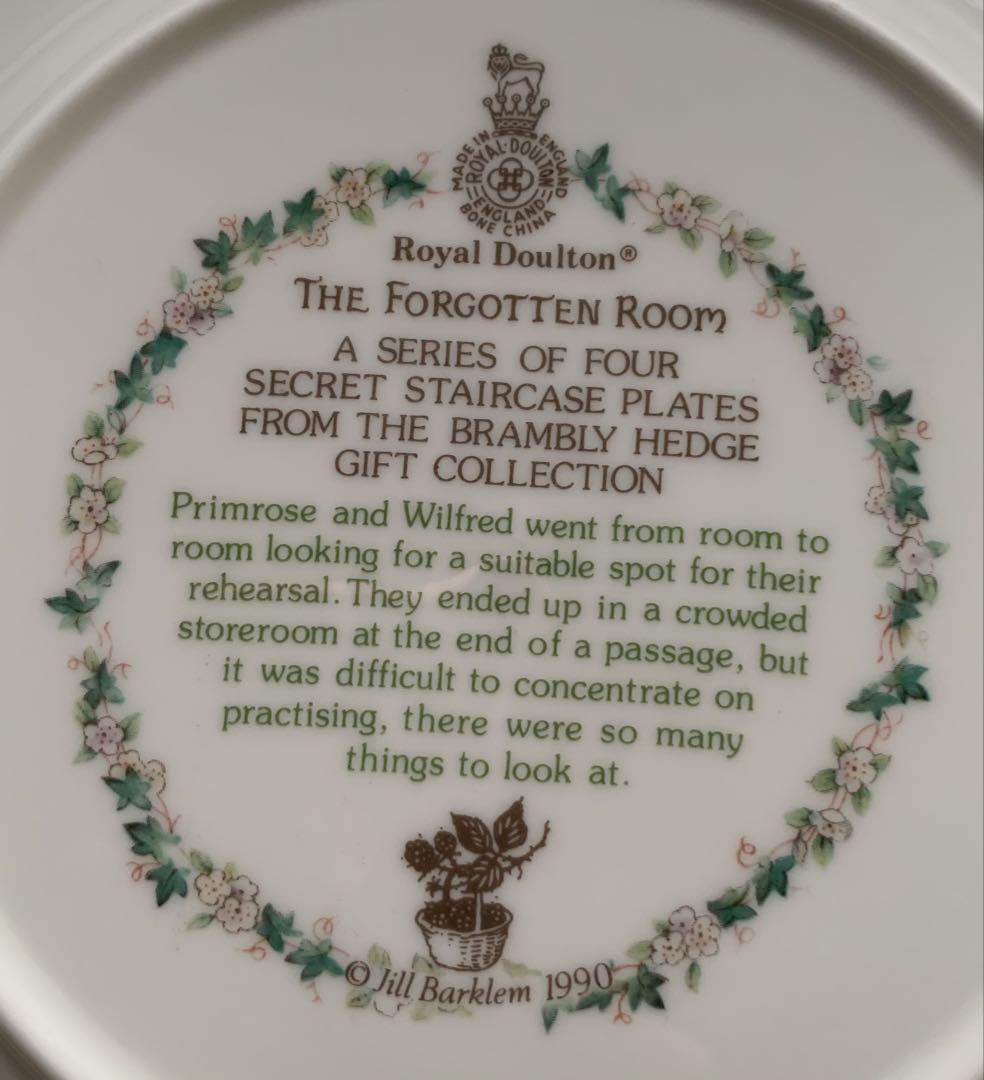 MADE IN ENGLAND
ROYAL·DOULTON
ENGLAND
BONE CHINA
Royal Doulton®
THE FORGOTTEN ROOM
A SERIES OF FOUR
SECRET STAIRCASE PLATES
FROM THE BRAMBLY HEDGE
GIFT COLLECTION
Primrose and Wilfred went from room to
room looking for a suitable spot for their
rehearsal. They ended up in a crowded
storeroom at the end of a passage, but
it was difficult to concentrate on
practising, there were so many
things to look at.
© Jill Barklem 1990